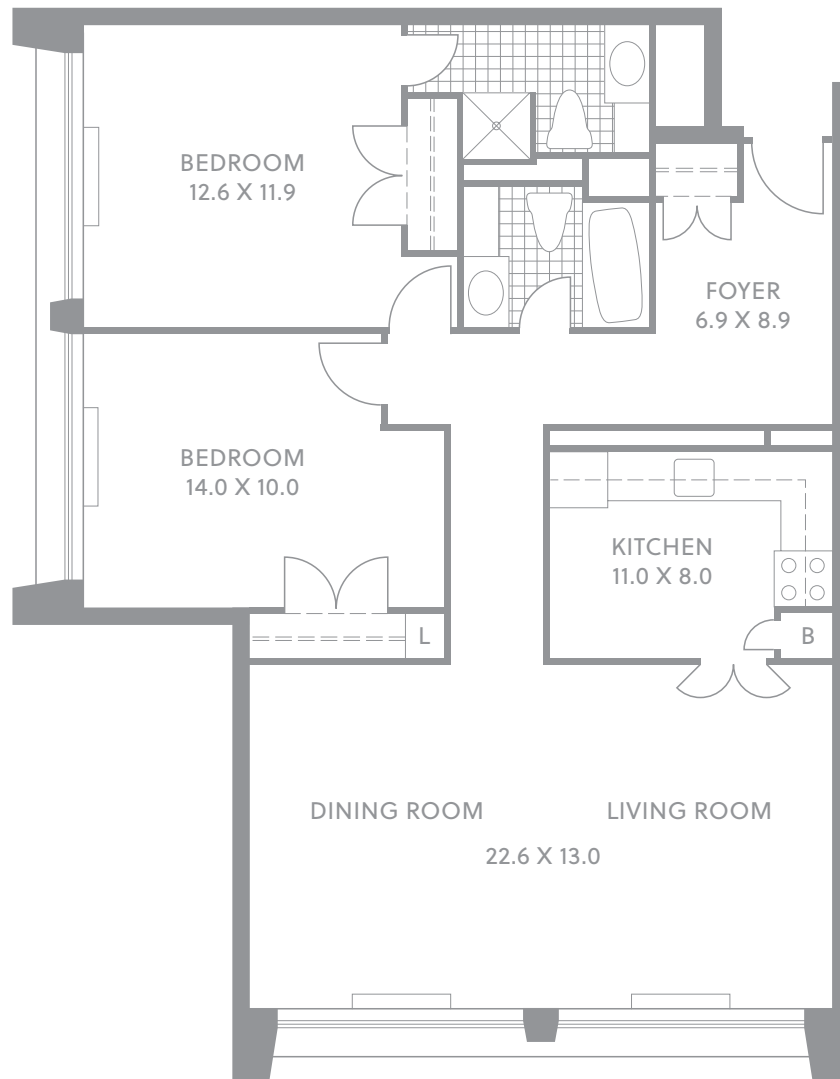 BEDROOM
12.6 X 11.9
FOYER
6.9 X 8.9
BEDROOM
14.0 X 10.0
KITCHEN
11.0 X 8.0
L
B
DINING ROOM
LIVING ROOM
22.6 X 13.0